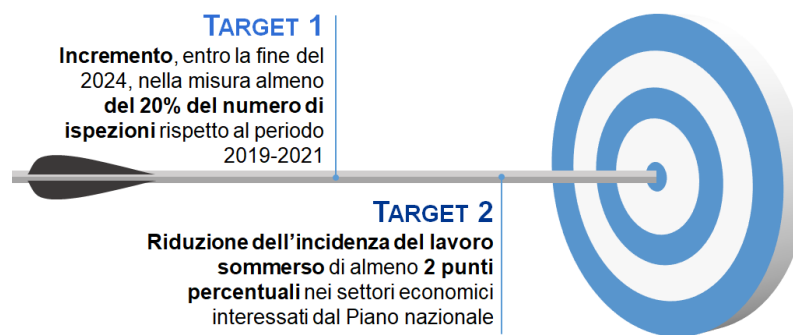 TARGET 1
Incremento, entro la fine del
2024, nella misura almeno
del 20% del numero di
ispezioni rispetto al periodo
2019-2021
TARGET 2
Riduzione dell'incidenza del lavoro
sommerso di almeno 2 punti
percentuali nei settori economici
interessati dal Piano nazionale